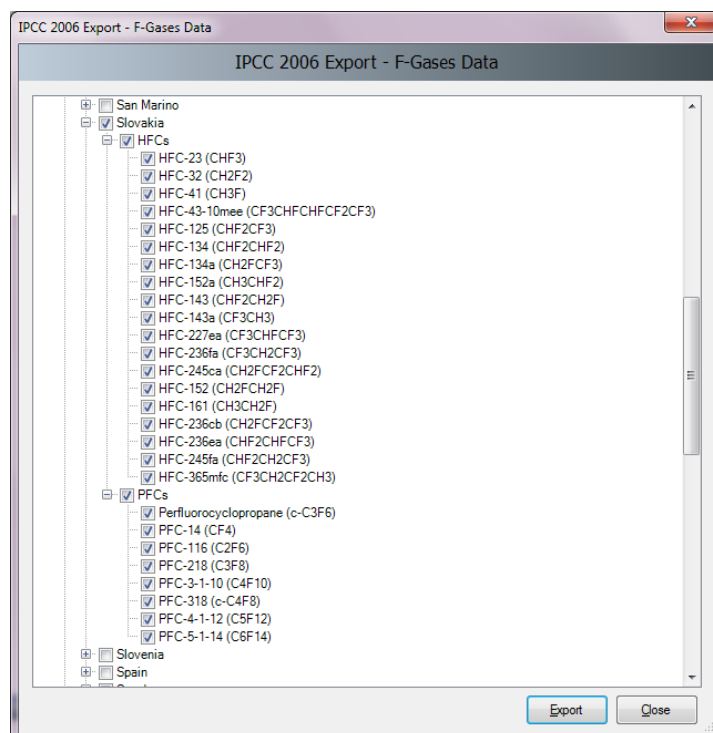 IPCC 2006 Export - F-Gases Data
IPCC 2006 Export - F-Gases Data
San Marino
Slovakia
HFCs
HFC-23 (CHF3)
HFC-32 (CH2F2)
HFC-41 (CH3F)
HFC-43-10mee (CF3CHFCHFCF2CF3)
HFC-125 (CHF2CF3)
HFC-134 (CHF2CHF2)
HFC-134a (CH2FCF3)
HFC-152a (CH3CHF2)
HFC-143 (CHF2CH2F)
HFC-143a (CF3CH3)
HFC-227ea (CF3CHFCF3)
HFC-236fa (CF3CH2CF3)
HFC-245ca (CH2FCF2CHF2)
HFC-152 (CH2FCH2F)
HFC-161 (CH3CH2F)
HFC-236cb (CH2FCF2CF3)
HFC-236ea (CHF2CHFCF3)
HFC-245fa (CHF2CH2CF3)
HFC-365mfc (CF3CH2CF2CH3)
PFCs
Perfluorocyclopropane (c-C3F6)
PFC-14 (CF4)
PFC-116 (C2F6)
PFC-218 (C3F8)
PFC-3-1-10 (C4F10)
PFC-318 (c-C4F8)
PFC-4-1-12 (C5F12)
PFC-5-1-14 (C6F14)
Slovenia
Spain
Export Close